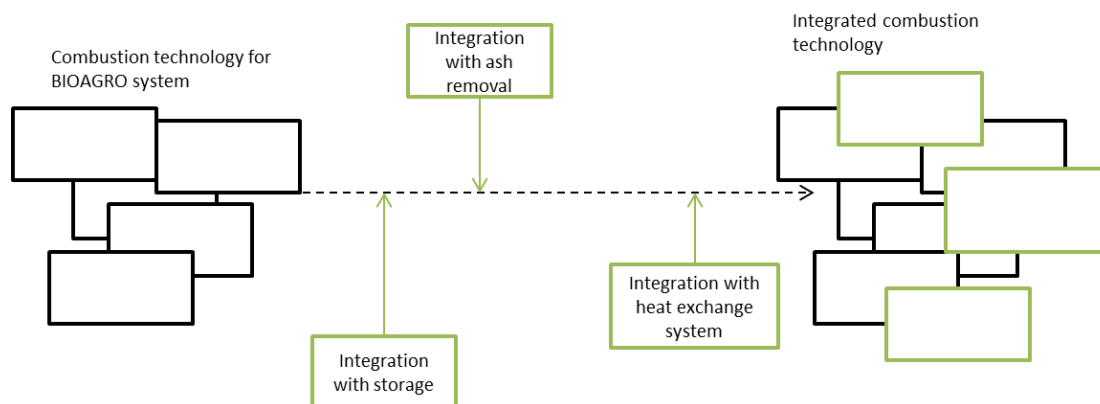 Combustion technology for
BIOAGRO system
Integration
with ash
removal
Integrated combustion
technology
Integration
with storage
Integration with
heat exchange
system